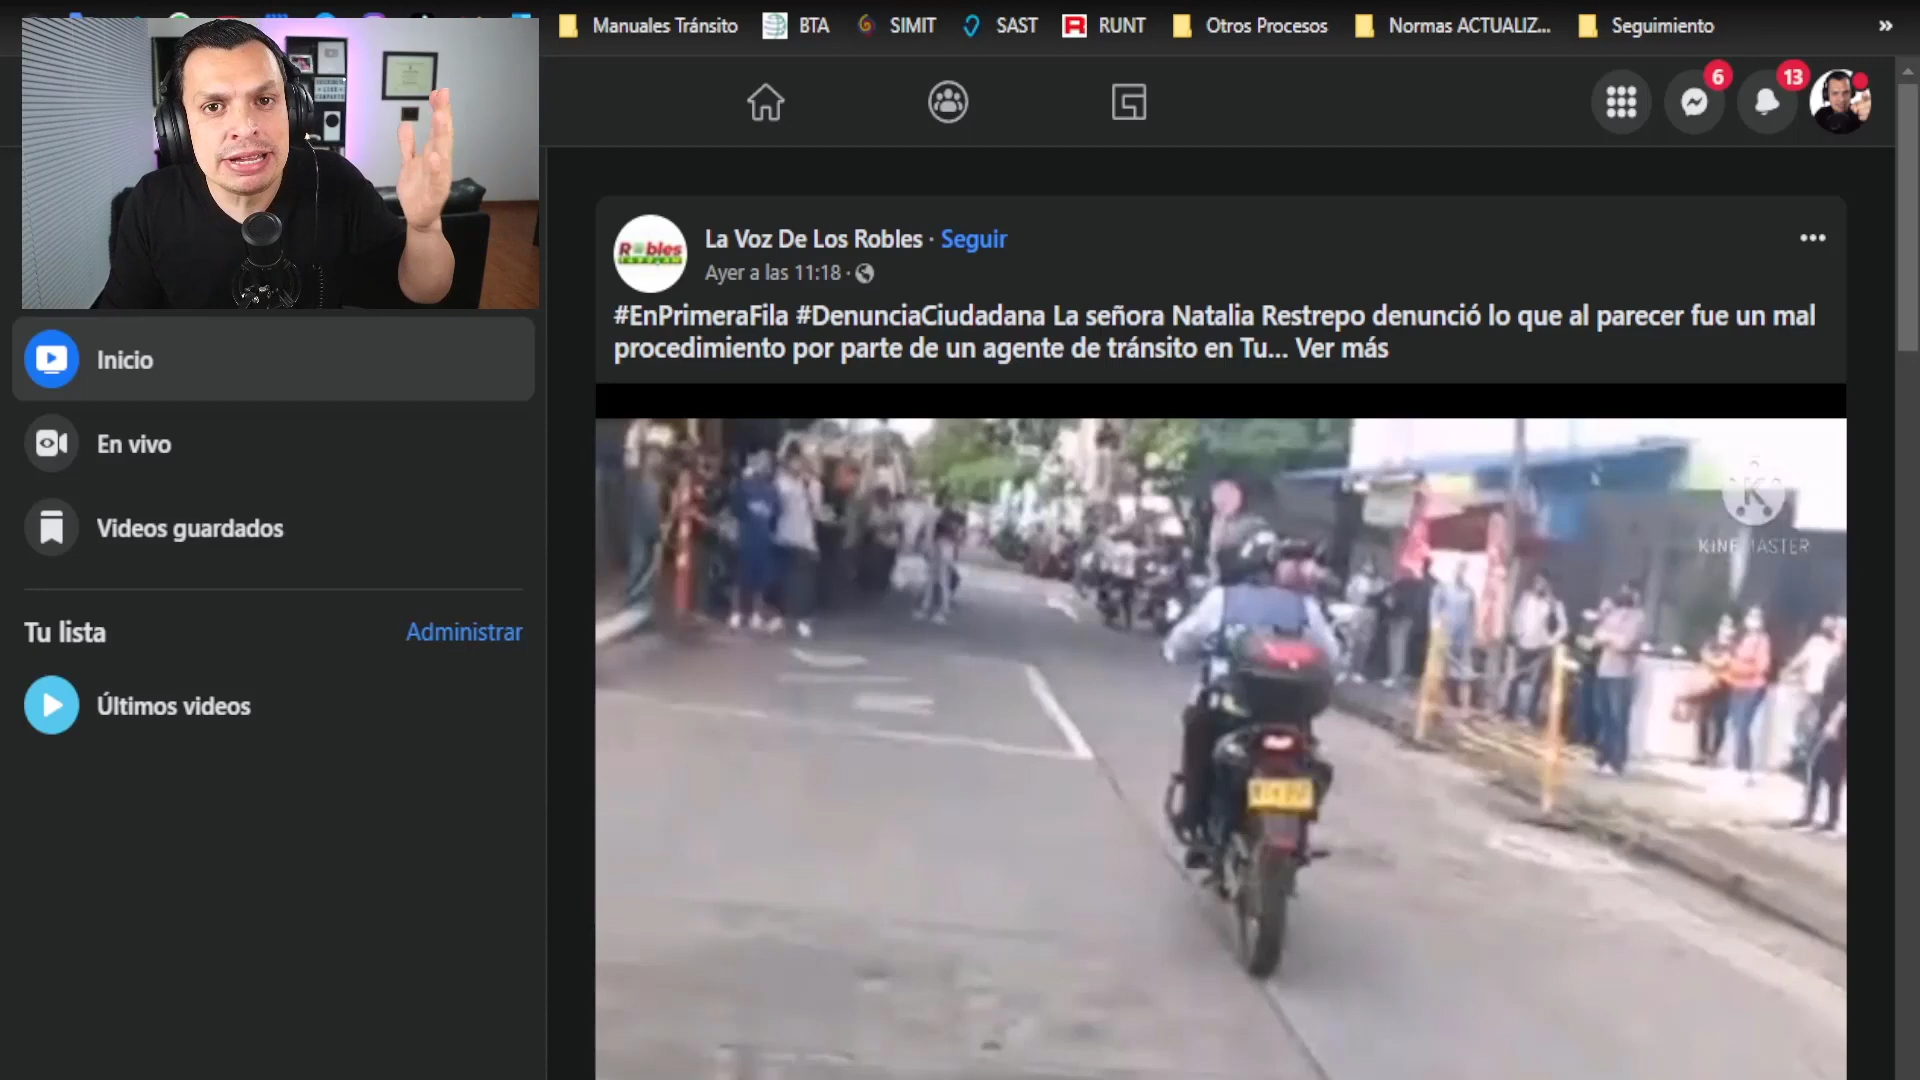 Manuales Tránsito
BTA
SIMIT
SAST
RUNT
Otros Procesos
Normas ACTUALIZ...
Seguimiento
»
6
13
La Voz De Los Robles · Seguir
Ayer a las 11:18 ·
#EnPrimeraFila #DenunciaCiudadana La señora Natalia Restrepo denunció lo que al parecer fue un mal
procedimiento por parte de un agente de tránsito en Tu... Ver más
Robles
Inicio
En vivo
Videos guardados
Tu lista
Administrar
Últimos videos
K
KINEMASTER